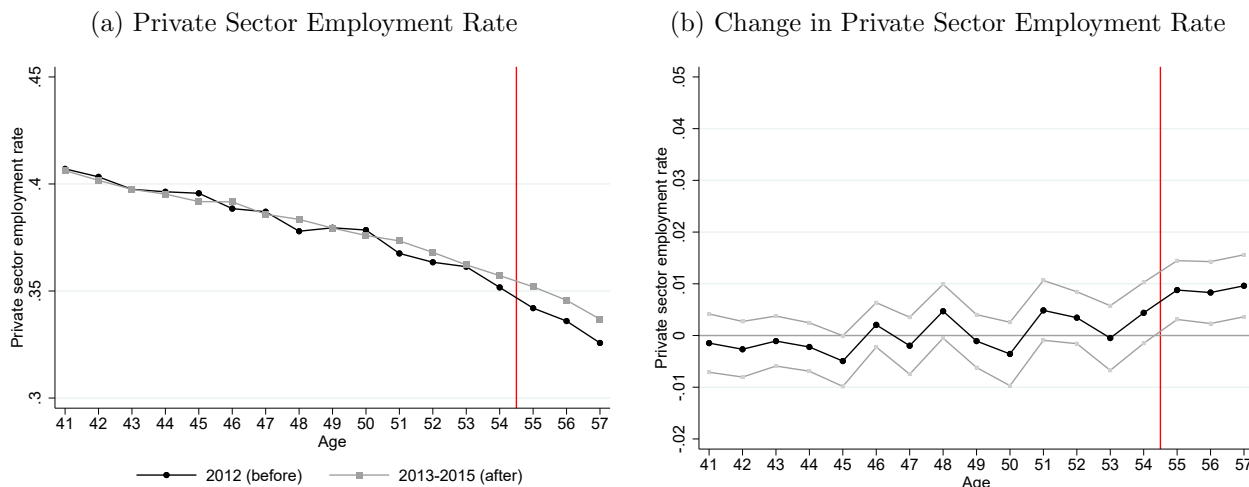 (a) Private Sector Employment Rate
Private sector employment rate
.45
.4
.35
.3
41 42 43 44 45 46 47 48 49 50 51 52 53 54 55 56 57
Age
2012 (before) 2013-2015 (after)
(b) Change in Private Sector Employment Rate
Private sector employment rate
.05
.04
.03
.02
.01
0
-.01
-.02
41 42 43 44 45 46 47 48 49 50 51 52 53 54 55 56 57
Age